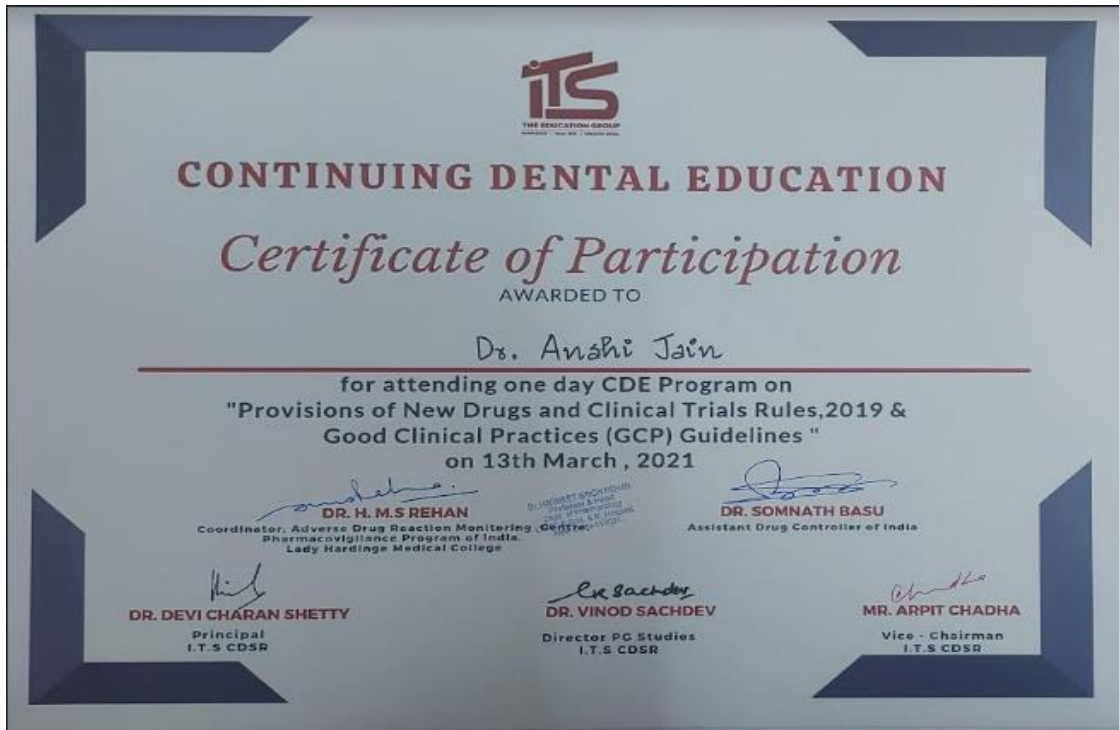 iTS
THE EDUCATION GROUP
CONTINUING DENTAL EDUCATION
Certificate of Participation
AWARDED TO
Dr. Anshi Jain
for attending one day CDE Program on
"Provisions of New Drugs and Clinical Trials Rules,2019 &
Good Clinical Practices (GCP) Guidelines "
on 13th March , 2021
DR. H. M.S REHAN
Coordinator, Adverse Drug Reaction Monitoring Centre,
Pharmacovigilance Program of India,
Lady Hardinge Medical College
Professor & Head
DR. SOMNATH BASU
Assistant Drug Controller of India
DR. DEVI CHARAN SHETTY
Principal
I.T.S CDSR
DR. VINOD SACHDEV
Director PG Studies
I.T.S CDSR
MR. ARPIT CHADHA
Vice - Chairman
I.T.S CDSR